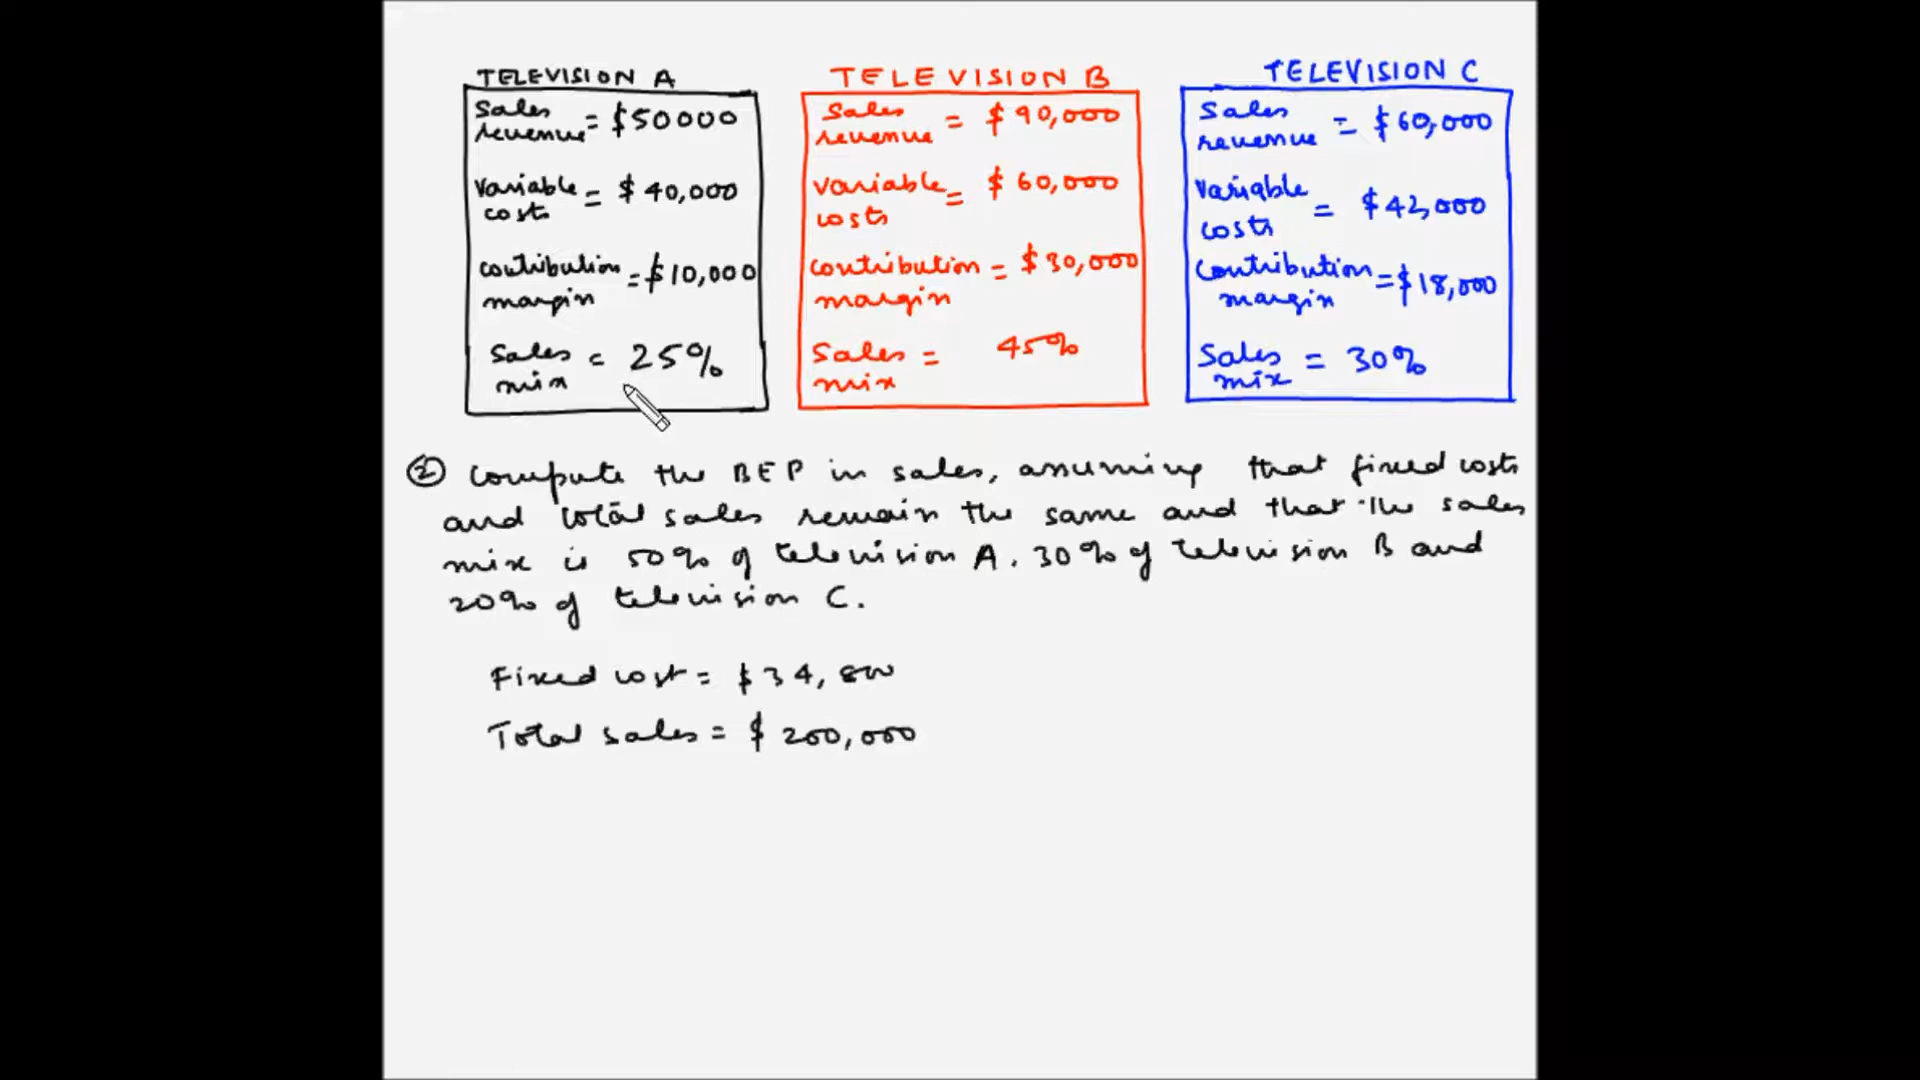 TELEVISION A
Sales revenue = $50000
Variable costs = $40,000
Contribution margin = $10,000
Sales mix = 25%
TELEVISION B
Sales revenue = $90,000
Variable costs = $60,000
Contribution margin = $30,000
Sales mix = 45%
TELEVISION C
Sales revenue = $60,000
Variable costs = $42,000
Contribution margin = $18,000
Sales mix = 30%
② Compute the BEP in sales, assuming that fixed costs
and total sales remain the same and that the sales
mix is 50% of television A, 30% of television B and
20% of television C.
Fixed cost = $34,800
Total sales = $200,000